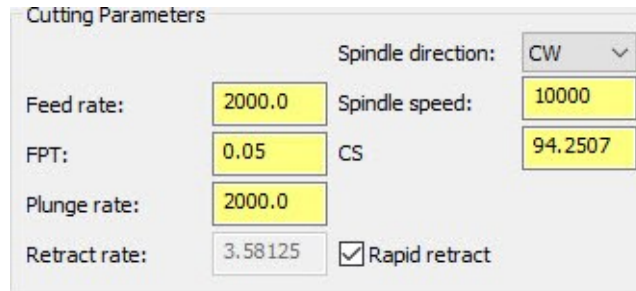 Cutting Parameters
Spindle direction: CW
Feed rate: 2000.0 Spindle speed: 10000
FPT: 0.05 CS 94.2507
Plunge rate: 2000.0
Retract rate: 3.58125 Rapid retract